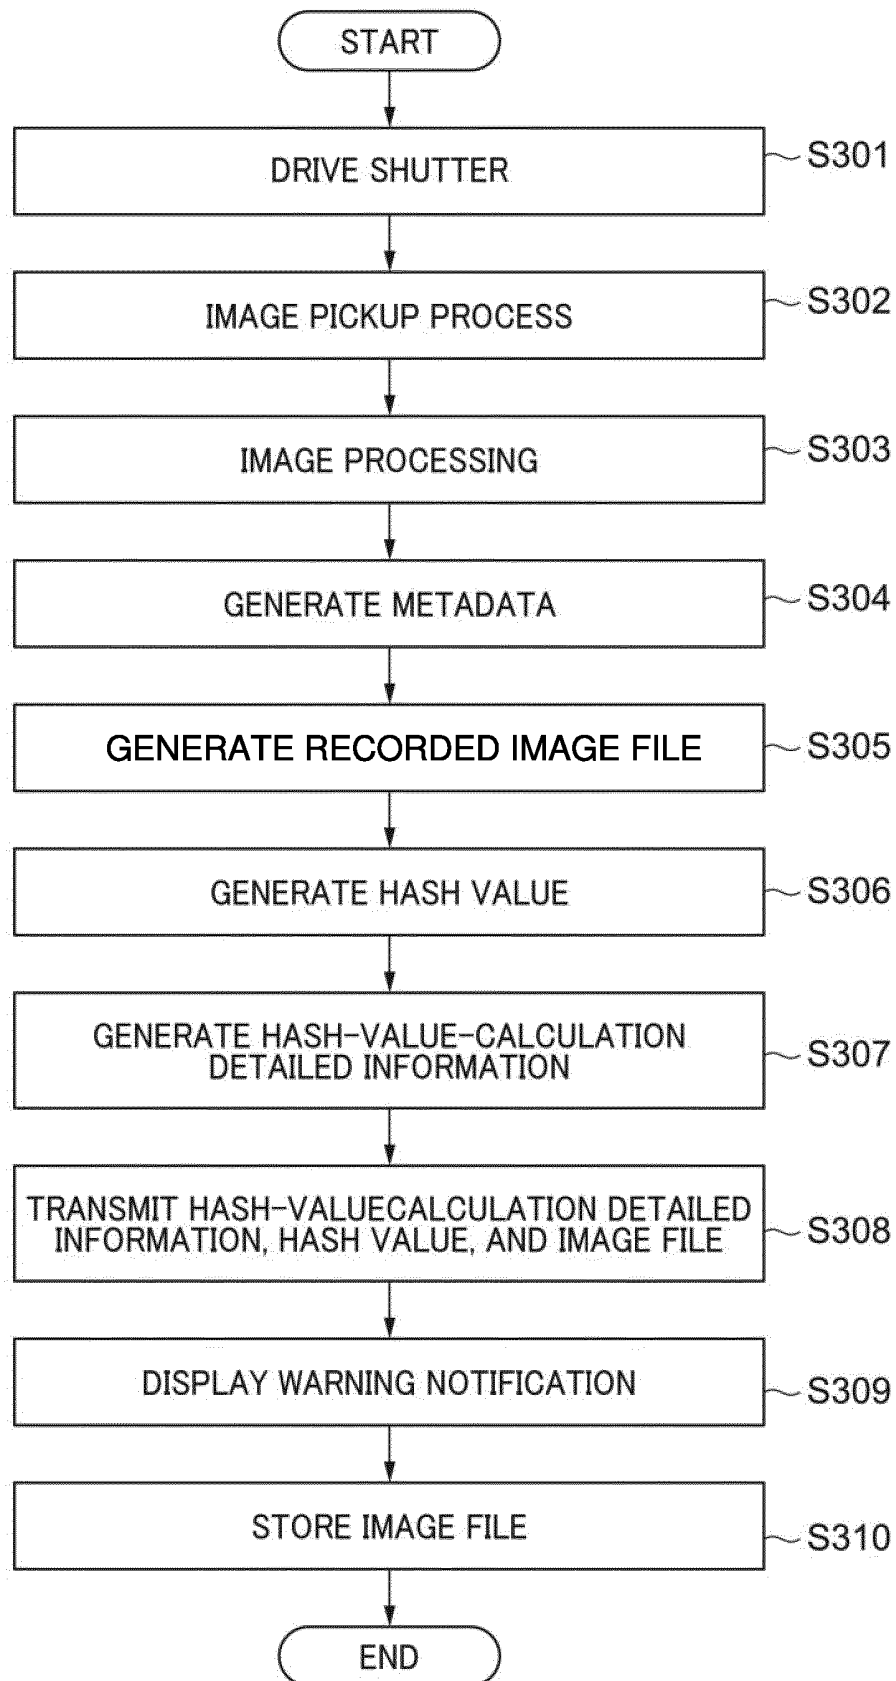 START
DRIVE SHUTTER
S301
IMAGE PICKUP PROCESS
S302
IMAGE PROCESSING
S303
GENERATE METADATA
S304
GENERATE RECORDED IMAGE FILE
S305
GENERATE HASH VALUE
S306
GENERATE HASH-VALUE-CALCULATION
DETAILED INFORMATION
S307
TRANSMIT HASH-VALUECALCULATION DETAILED
INFORMATION, HASH VALUE, AND IMAGE FILE
S308
DISPLAY WARNING NOTIFICATION
S309
STORE IMAGE FILE
S310
END